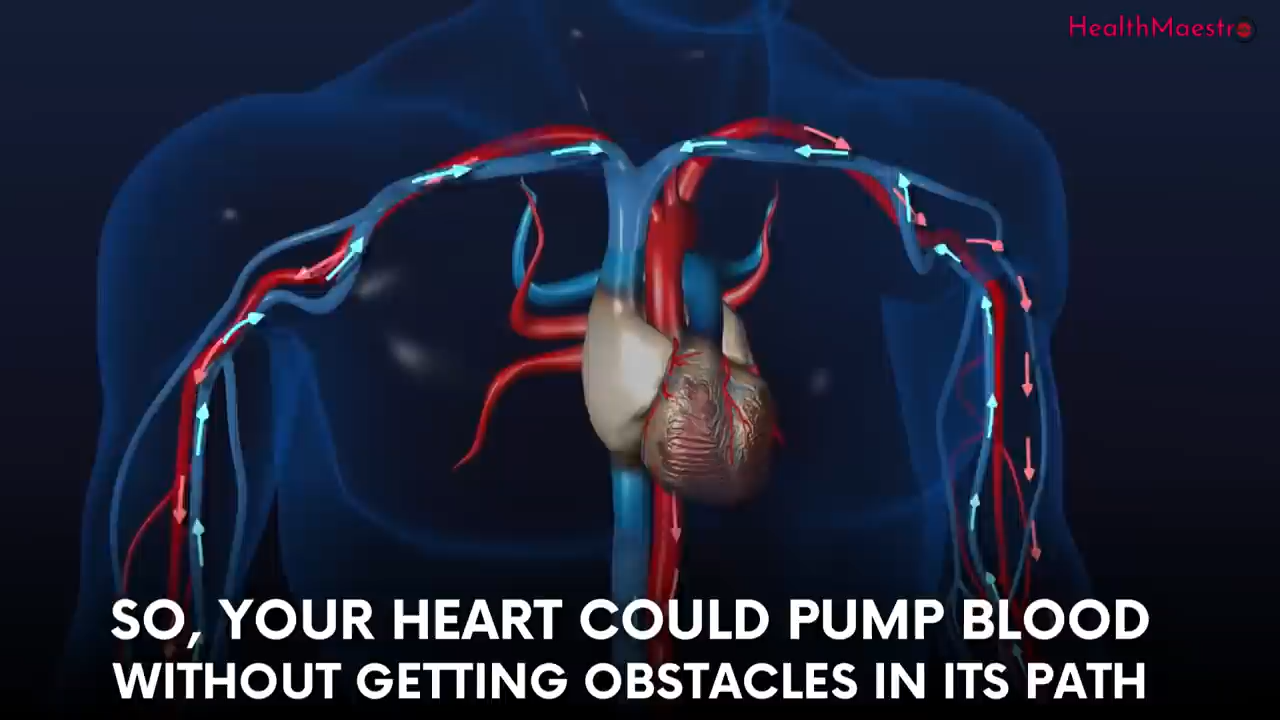 HealthMaestro
SO, YOUR HEART COULD PUMP BLOOD
WITHOUT GETTING OBSTACLES IN ITS PATH